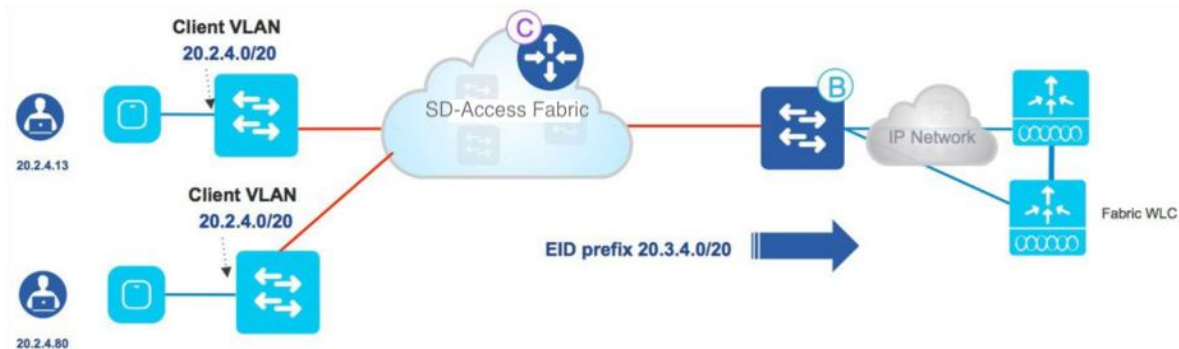 Client VLAN
20.2.4.0/20
20.2.4.13
C
SD-Access Fabric
B
IP Network
Client VLAN
20.2.4.0/20
Fabric WLC
EID prefix 20.3.4.0/20
20.2.4.80